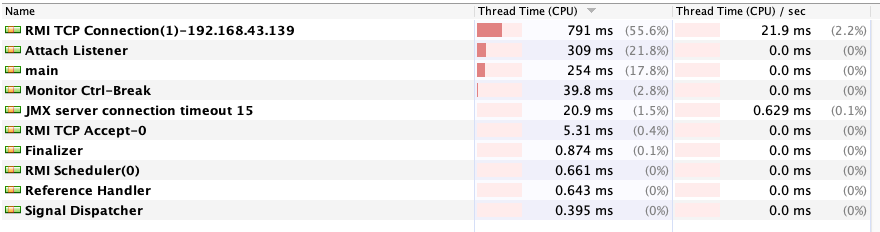 Name Thread Time (CPU) Thread Time (CPU) / sec
RMI TCP Connection(1)-192.168.43.139 791 ms (55.6%) 21.9 ms (2.2%)
Attach Listener 309 ms (21.8%) 0.0 ms (0%)
main 254 ms (17.8%) 0.0 ms (0%)
Monitor Ctrl-Break 39.8 ms (2.8%) 0.0 ms (0%)
JMX server connection timeout 15 20.9 ms (1.5%) 0.629 ms (0.1%)
RMI TCP Accept-0 5.31 ms (0.4%) 0.0 ms (0%)
Finalizer 0.874 ms (0.1%) 0.0 ms (0%)
RMI Scheduler(0) 0.661 ms (0%) 0.0 ms (0%)
Reference Handler 0.643 ms (0%) 0.0 ms (0%)
Signal Dispatcher 0.395 ms (0%) 0.0 ms (0%)